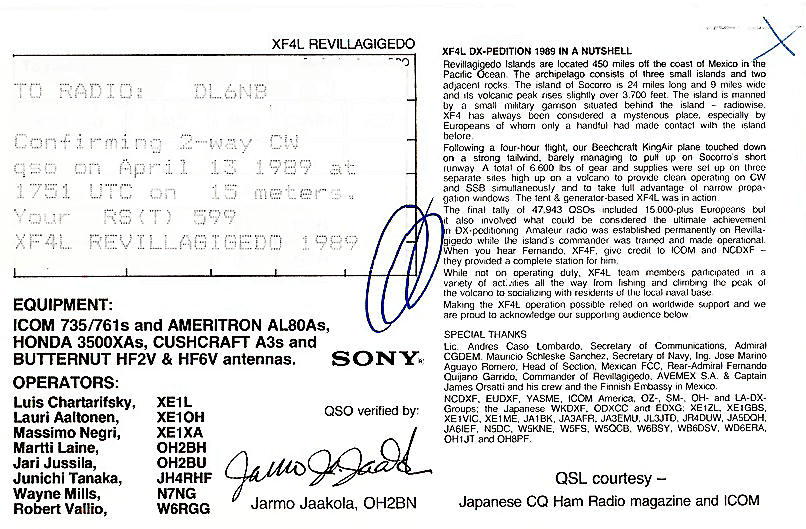 XF4L REVILLAGIGEDO
TO RADIO: DL6NB
Confirming 2-way CW
qso on April 13 1989 at
1751 UTC on 15 meters.
Your RS(T) 599
XF4L REVILLAGIGEDO 1989
EQUIPMENT:
ICOM 735/761s and AMERITRON AL80As,
HONDA 3500XAs, CUSHCRAFT A3s and
BUTTERNUT HF2V & HF6V antennas.
SONY®
OPERATORS:
Luis Chartarifsky, XE1L
Lauri Aaltonen, XE1OH
Massimo Negri, XE1XA
Martti Laine, OH2BH
Jari Jussila, OH2BU
Junichi Tanaka, JH4RHF
Wayne Mills, N7NG
Robert Vallio, W6RGG
QSO verified by:
Jarmo Jaakola
Jarmo Jaakola, OH2BN
XF4L DX-PEDITION 1989 IN A NUTSHELL
Revillagigedo Islands are located 450 miles off the coast of Mexico in the
Pacific Ocean. The archipelago consists of three small islands and two
adjacent rocks. The island of Socorro is 24 miles long and 9 miles wide
and its volcanic peak rises slightly over 3.700 feet. The island is manned
by a small military garrison situated behind the island – radiowise.
XF4 has always been considered a mysterious place, especially by
Europeans of whom only a handful had made contact with the island
before.
Following a four-hour flight, our Beechcraft KingAir plane touched down
on a strong tailwind, barely managing to pull up on Socorro's short
runway. A total of 6.600 lbs of gear and supplies were set up on three
separate sites high up on a volcano to provide clean operating on CW
and SSB simultaneously and to take full advantage of narrow propa-
gation windows. The tent & generator-based XF4L was in action.
The final tally of 47,943 QSOs included 15,000-plus Europeans but
it also involved what could be considered the ultimate achievement
in DX-peditioning. Amateur radio was established permanently on Revilla-
gigedo while the island's commander was trained and made operational.
When you hear Fernando, XF4F, give credit to ICOM and NCDXF –
they provided a complete station for him.
While not on operating duty, XF4L team members participated in a
variety of activities all the way from fishing and climbing the peak of
the volcano to socializing with residents of the local naval base.
Making the XF4L operation possible relied on worldwide support and we
are proud to acknowledge our supporting audience below.
SPECIAL THANKS
Lic. Andres Caso Lombardo, Secretary of Communications, Admiral
CGDEM. Mauricio Schleske Sanchez, Secretary of Navy, Ing. Jose Marino
Aguayo Romero, Head of Section, Mexican FCC, Rear-Admiral Fernando
Quijano Garrido, Commander of Revillagigedo, AVEMEX S.A. & Captain
James Orsatti and his crew and the Finnish Embassy in Mexico.
NCDXF, EUDXF, YASME, ICOM America, OZ-, SM-, OH- and LA-DX-
Groups; the Japanese WKDXF, ODXCC and EDXG; XE1ZL, XE1GBS,
XE1VIC, XE1ME, JA1BK, JA3AFR, JA3EMU, JL3JTD, JR4DUW, JA5DQH,
JA6IEF, N5DC, W5KNE, W5FS, W5QCB, W6BSY, WB6DSV, WD6ERA,
OH1JT and OH8PF.
QSL courtesy –
Japanese CQ Ham Radio magazine and ICOM